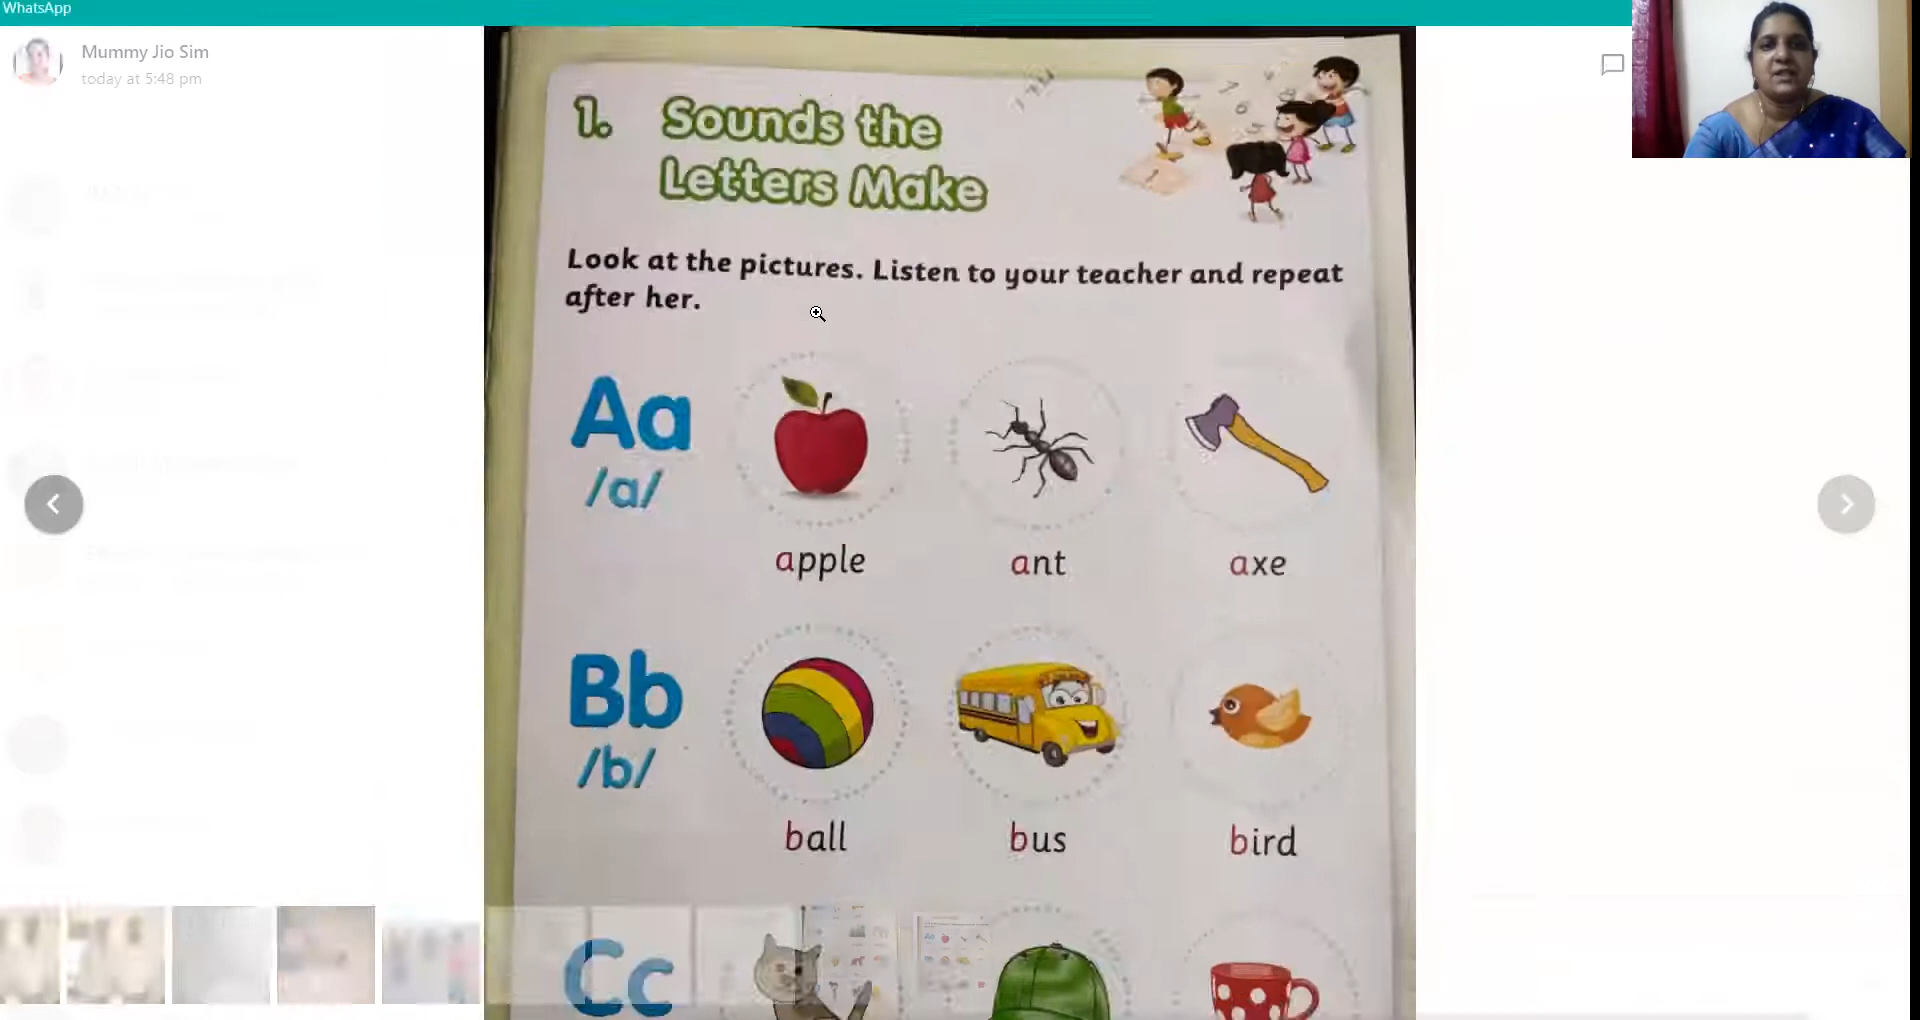 WhatsApp
Mummy Jio Sim
today at 5:48 pm
1. Sounds the
Letters Make
Look at the pictures. Listen to your teacher and repeat
after her.
Aa
/a/
apple ant axe
Bb
/b/
ball bus bird
Cc